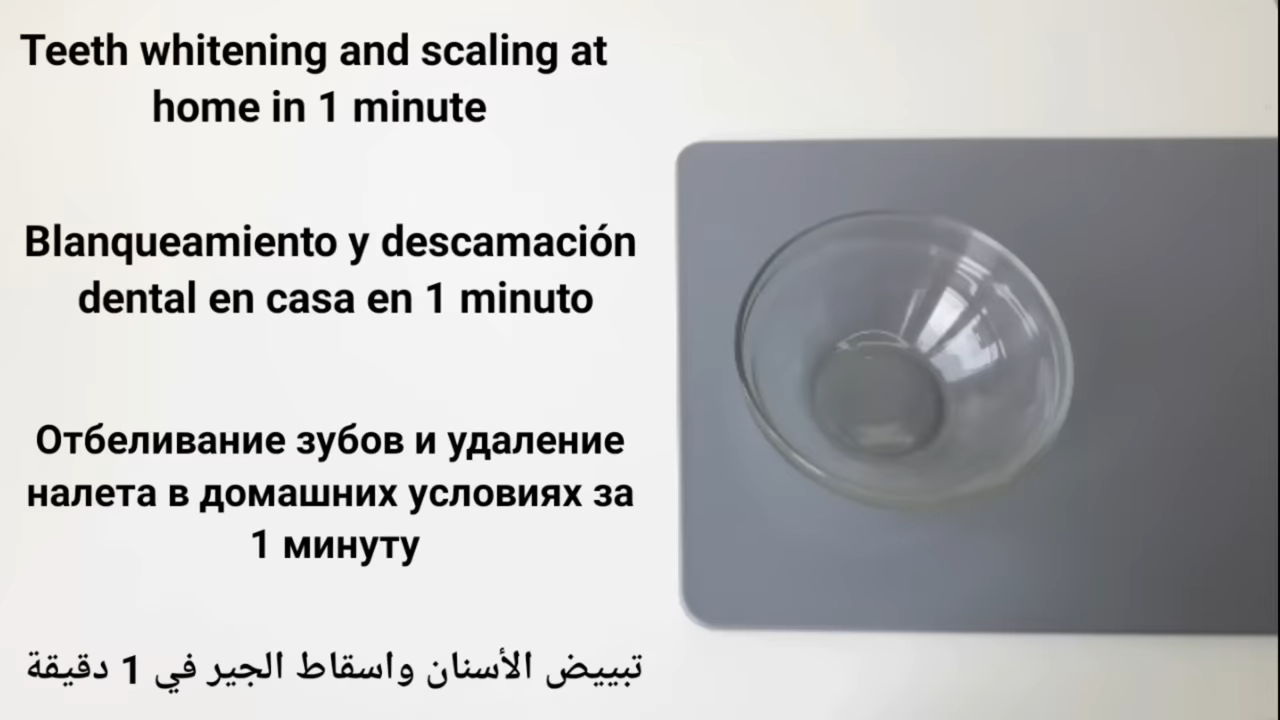 Teeth whitening and scaling at
home in 1 minute
Blanqueamiento y descamación
dental en casa en 1 minuto
Отбеливание зубов и удаление
налета в домашних условиях за
1 минуту
تبييض الأسنان واسقاط الجير في 1 دقيقة